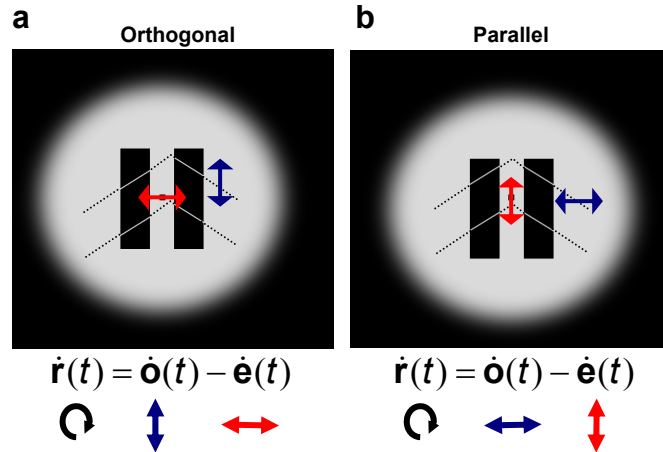 a
Orthogonal
ṙ(t) = ȯ(t) − ė(t)
b
Parallel
ṙ(t) = ȯ(t) − ė(t)